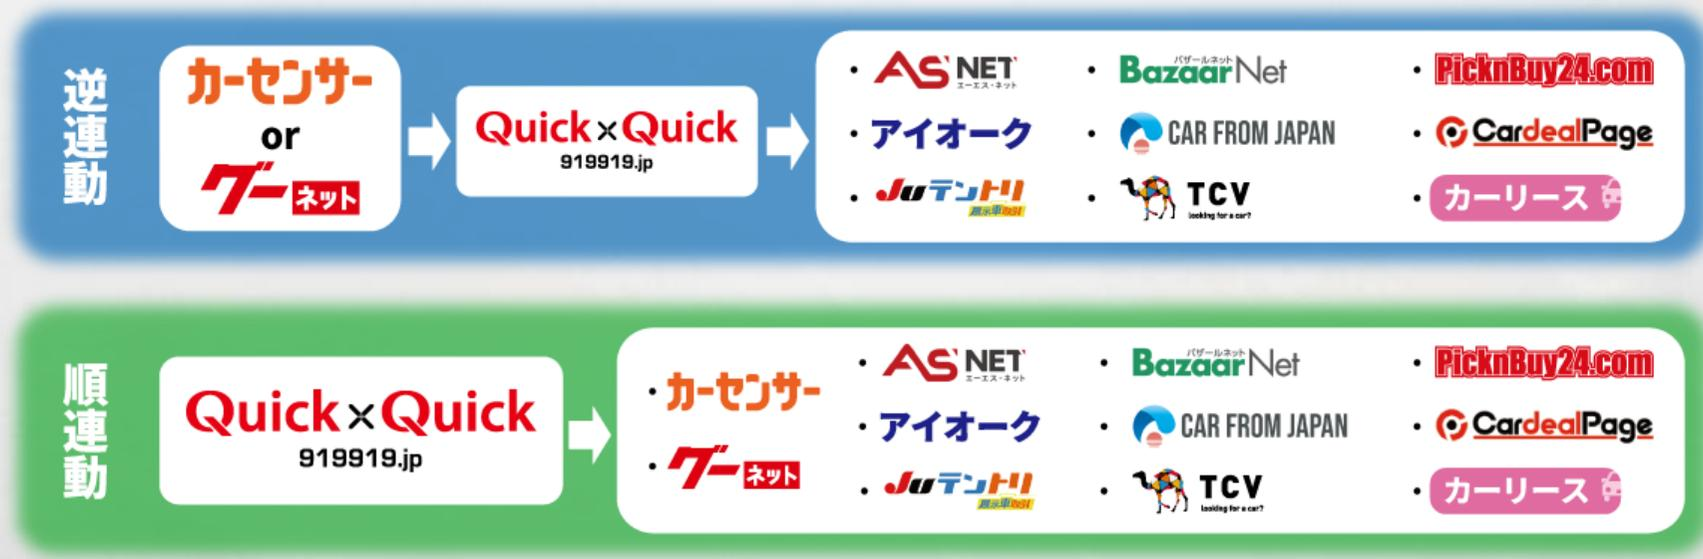 逆連動
カーセンサー
or
グーネット
Quick×Quick
919919.jp
・AS NET
エーエス・ネット
・アイオーク
・JUテントリ
展示車取引
・バザールネット
BazaarNet
・CAR FROM JAPAN
・TCV
looking for a car?
・PicknBuy24.com
・CardealPage
・カーリース
順連動
Quick×Quick
919919.jp
・カーセンサー
・グーネット
・AS NET
エーエス・ネット
・アイオーク
・JUテントリ
展示車取引
・バザールネット
BazaarNet
・CAR FROM JAPAN
・TCV
looking for a car?
・PicknBuy24.com
・CardealPage
・カーリース